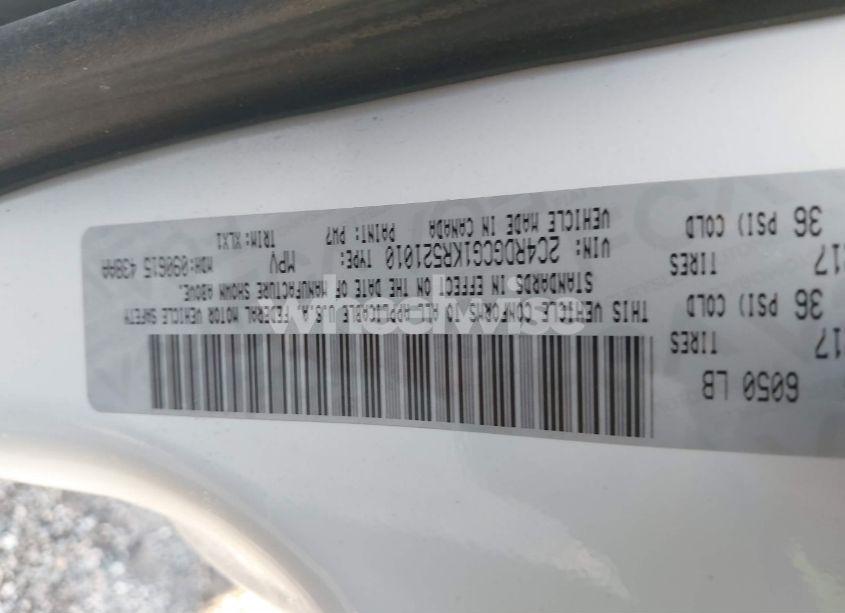 6050 LB
17 TIRES
36 PSI) COLD
17 TIRES
36 PSI) COLD
THIS VEHICLE CONFORMS TO ALL APPLICABLE U.S.A. FEDERAL MOTOR VEHICLE SAFETY
STANDARDS IN EFFECT ON THE DATE OF MANUFACTURE SHOWN ABOVE.
VIN: 2C4RDGCG1KR521010 TYPE: MPV MDH:090615 438AA
VEHICLE MADE IN CANADA PAINT: PW7 TRIM:
wheelwise